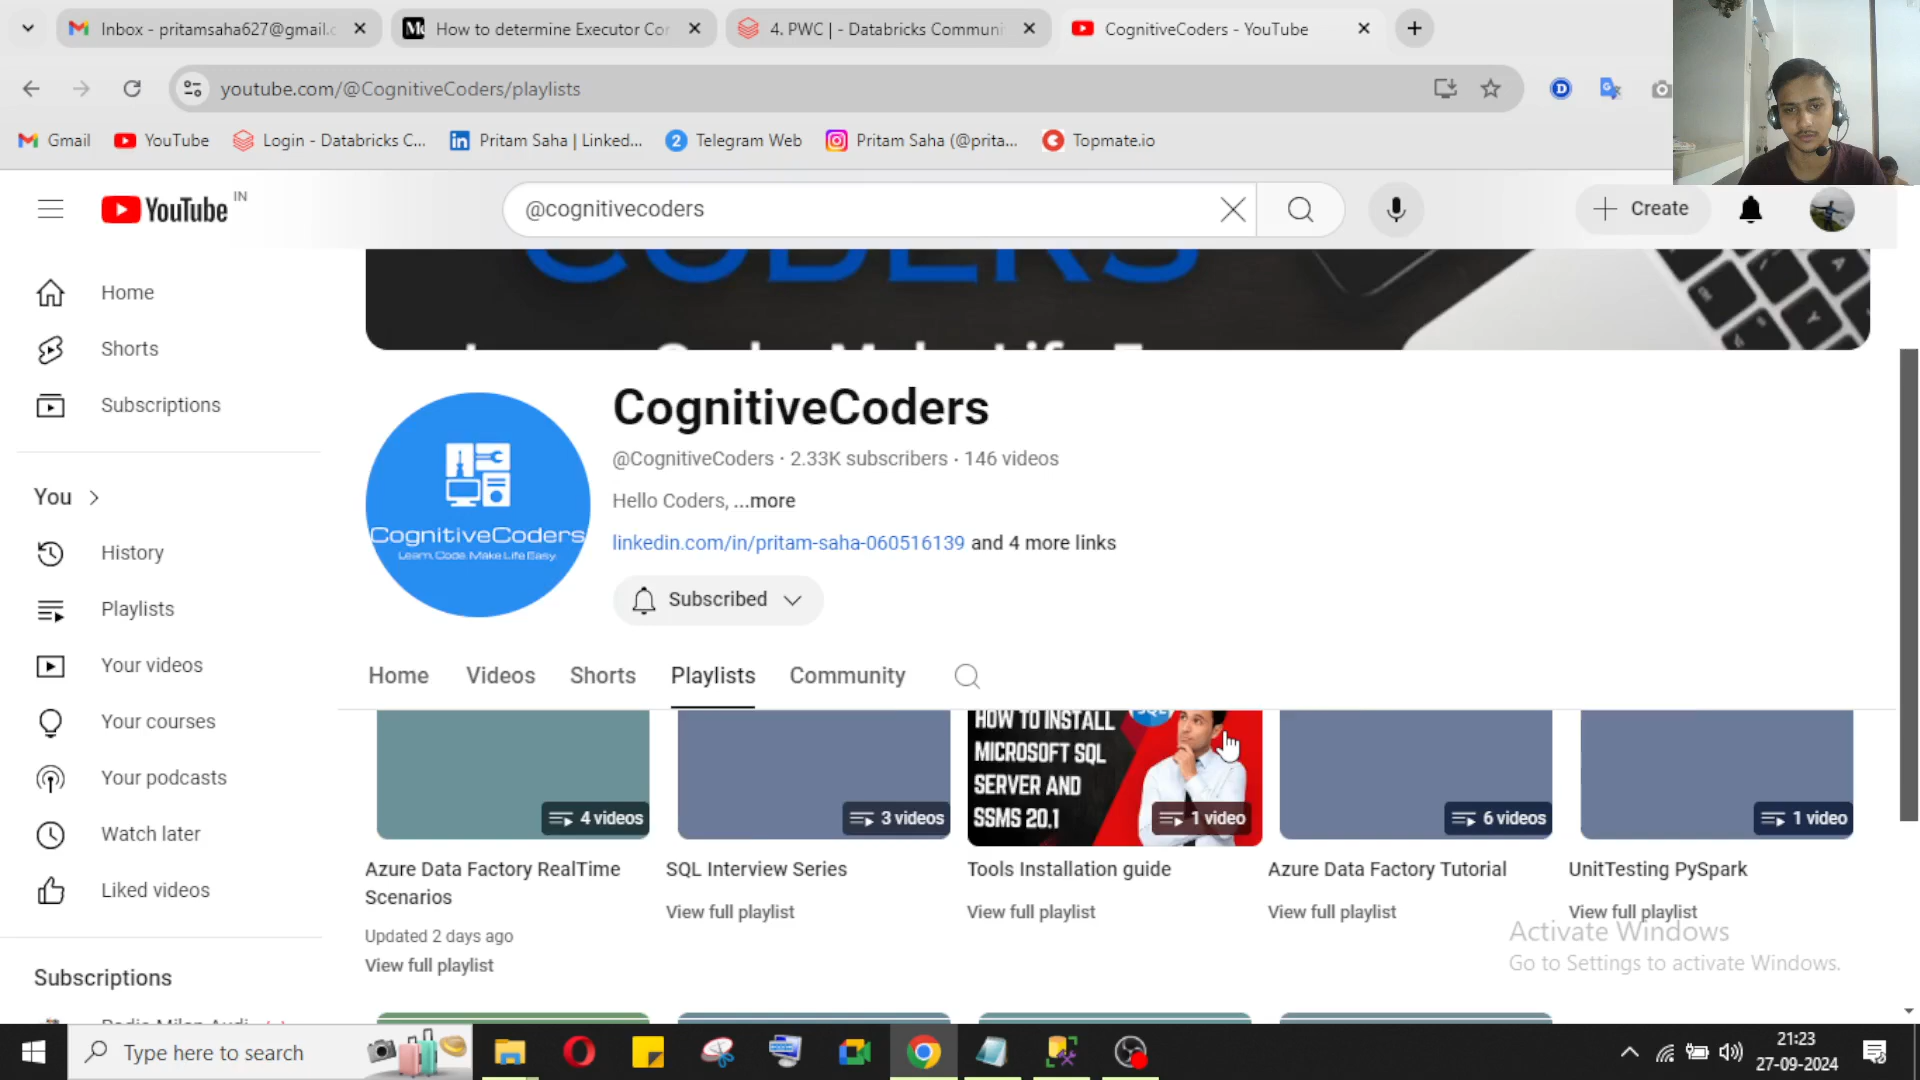 Inbox - pritamsaha627@gmail.c
How to determine Executor Cor
4. PWC | - Databricks Communi
CognitiveCoders - YouTube
youtube.com/@CognitiveCoders/playlists
Gmail
YouTube
Login - Databricks C...
Pritam Saha | Linked...
2
Telegram Web
Pritam Saha (@prita...
Topmate.io
YouTube IN
@cognitivecoders
Create
CODERS
Home
Shorts
Subscriptions
You
History
Playlists
Your videos
Your courses
Your podcasts
Watch later
Liked videos
Subscriptions
CognitiveCoders
Learn. Code. Make Life Easy.
CognitiveCoders
@CognitiveCoders · 2.33K subscribers · 146 videos
Hello Coders, ...more
linkedin.com/in/pritam-saha-060516139 and 4 more links
Subscribed
Home
Videos
Shorts
Playlists
Community
4 videos
Azure Data Factory RealTime
Scenarios
Updated 2 days ago
View full playlist
3 videos
SQL Interview Series
View full playlist
SQL
HOW TO INSTALL
MICROSOFT SQL
SERVER AND
SSMS 20.1
1 video
Tools Installation guide
View full playlist
6 videos
Azure Data Factory Tutorial
View full playlist
1 video
UnitTesting PySpark
View full playlist
Activate Windows
Go to Settings to activate Windows.
Type here to search
21:23
27-09-2024